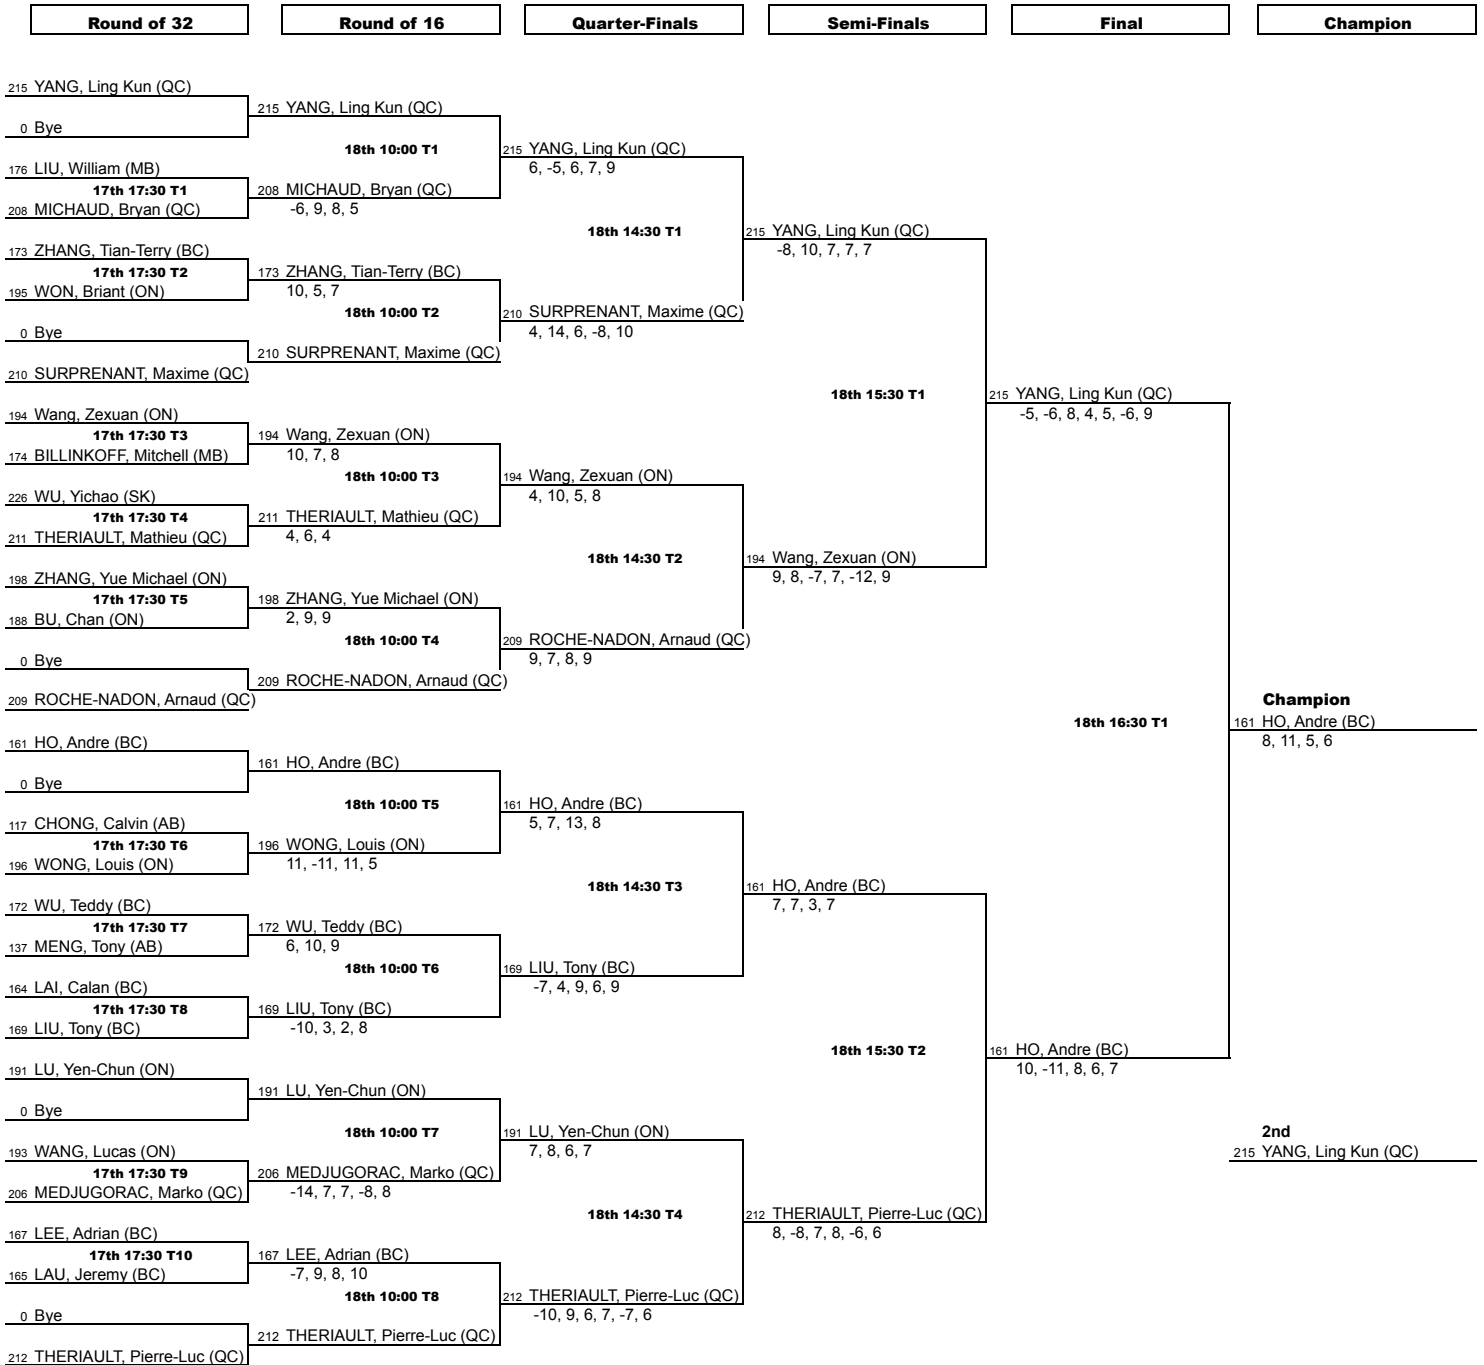 Round of 32
Round of 16
Quarter-Finals
Semi-Finals
Final
Champion
215 YANG, Ling Kun (QC)
0 Bye
176 LIU, William (MB)
17th 17:30 T1
208 MICHAUD, Bryan (QC)
173 ZHANG, Tian-Terry (BC)
17th 17:30 T2
195 WON, Briant (ON)
0 Bye
210 SURPRENANT, Maxime (QC)
194 Wang, Zexuan (ON)
17th 17:30 T3
174 BILLINKOFF, Mitchell (MB)
226 WU, Yichao (SK)
17th 17:30 T4
211 THERIAULT, Mathieu (QC)
198 ZHANG, Yue Michael (ON)
17th 17:30 T5
188 BU, Chan (ON)
0 Bye
209 ROCHE-NADON, Arnaud (QC)
161 HO, Andre (BC)
0 Bye
117 CHONG, Calvin (AB)
17th 17:30 T6
196 WONG, Louis (ON)
172 WU, Teddy (BC)
17th 17:30 T7
137 MENG, Tony (AB)
164 LAI, Calan (BC)
17th 17:30 T8
169 LIU, Tony (BC)
191 LU, Yen-Chun (ON)
0 Bye
193 WANG, Lucas (ON)
17th 17:30 T9
206 MEDJUGORAC, Marko (QC)
167 LEE, Adrian (BC)
17th 17:30 T10
165 LAU, Jeremy (BC)
0 Bye
212 THERIAULT, Pierre-Luc (QC)
215 YANG, Ling Kun (QC)
18th 10:00 T1
208 MICHAUD, Bryan (QC)
-6, 9, 8, 5
173 ZHANG, Tian-Terry (BC)
10, 5, 7
18th 10:00 T2
210 SURPRENANT, Maxime (QC)
194 Wang, Zexuan (ON)
10, 7, 8
18th 10:00 T3
211 THERIAULT, Mathieu (QC)
4, 6, 4
198 ZHANG, Yue Michael (ON)
2, 9, 9
18th 10:00 T4
209 ROCHE-NADON, Arnaud (QC)
161 HO, Andre (BC)
18th 10:00 T5
196 WONG, Louis (ON)
11, -11, 11, 5
172 WU, Teddy (BC)
6, 10, 9
18th 10:00 T6
169 LIU, Tony (BC)
-10, 3, 2, 8
191 LU, Yen-Chun (ON)
18th 10:00 T7
206 MEDJUGORAC, Marko (QC)
-14, 7, 7, -8, 8
167 LEE, Adrian (BC)
-7, 9, 8, 10
18th 10:00 T8
212 THERIAULT, Pierre-Luc (QC)
215 YANG, Ling Kun (QC)
6, -5, 6, 7, 9
18th 14:30 T1
210 SURPRENANT, Maxime (QC)
4, 14, 6, -8, 10
194 Wang, Zexuan (ON)
4, 10, 5, 8
18th 14:30 T2
209 ROCHE-NADON, Arnaud (QC)
9, 7, 8, 9
161 HO, Andre (BC)
5, 7, 13, 8
18th 14:30 T3
169 LIU, Tony (BC)
-7, 4, 9, 6, 9
191 LU, Yen-Chun (ON)
7, 8, 6, 7
18th 14:30 T4
212 THERIAULT, Pierre-Luc (QC)
-10, 9, 6, 7, -7, 6
215 YANG, Ling Kun (QC)
-8, 10, 7, 7, 7
18th 15:30 T1
194 Wang, Zexuan (ON)
9, 8, -7, 7, -12, 9
161 HO, Andre (BC)
7, 7, 3, 7
18th 15:30 T2
212 THERIAULT, Pierre-Luc (QC)
8, -8, 7, 8, -6, 6
215 YANG, Ling Kun (QC)
-5, -6, 8, 4, 5, -6, 9
18th 16:30 T1
161 HO, Andre (BC)
10, -11, 8, 6, 7
Champion
161 HO, Andre (BC)
8, 11, 5, 6
2nd
215 YANG, Ling Kun (QC)